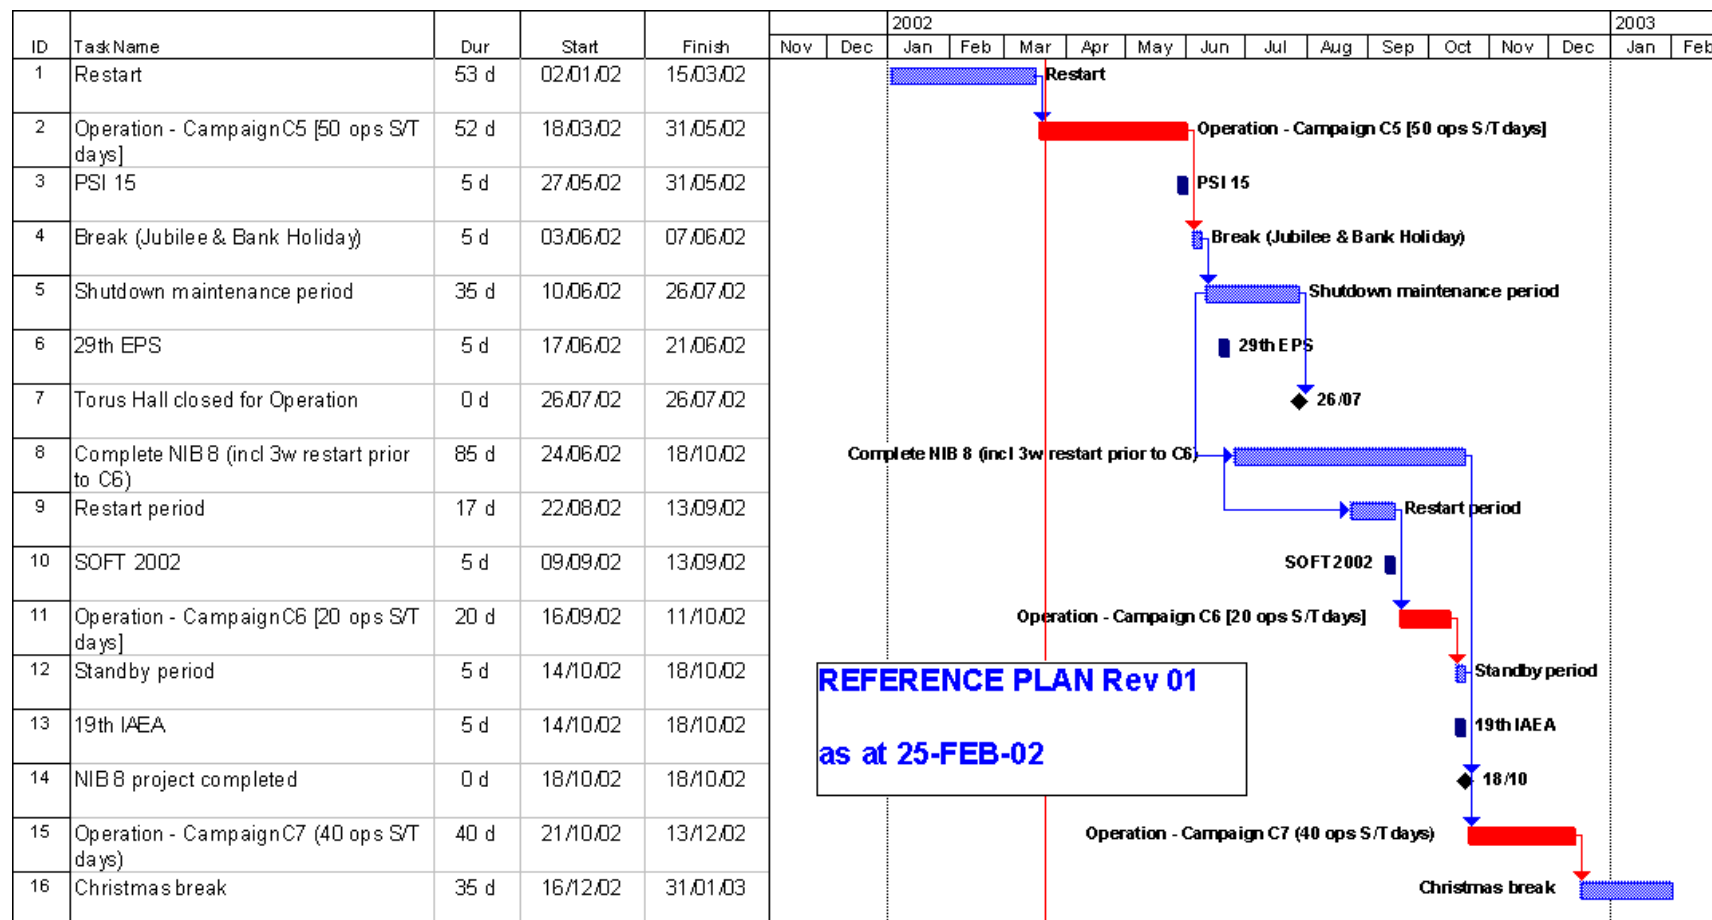 2002 2003
ID Task Name Dur Start Finish Nov Dec Jan Feb Mar Apr May Jun Jul Aug Sep Oct Nov Dec Jan Feb
1 Restart 53 d 02/01/02 15/03/02 Restart
2 Operation - Campaign C5 [50 ops S/T 52 d 18/03/02 31/05/02 Operation - Campaign C5 [50 ops S/T days]
days]
3 PSI 15 5 d 27/05/02 31/05/02 PSI 15
4 Break (Jubilee & Bank Holiday) 5 d 03/06/02 07/06/02 Break (Jubilee & Bank Holiday)
5 Shutdown maintenance period 35 d 10/06/02 26/07/02 Shutdown maintenance period
6 29th EPS 5 d 17/06/02 21/06/02 29th EPS
7 Torus Hall closed for Operation 0 d 26/07/02 26/07/02 26/07
8 Complete NIB 8 (incl 3w restart prior 85 d 24/06/02 18/10/02 Complete NIB 8 (incl 3w restart prior to C6)
to C6)
9 Restart period 17 d 22/08/02 13/09/02 Restart period
10 SOFT 2002 5 d 09/09/02 13/09/02 SOFT 2002
11 Operation - Campaign C6 [20 ops S/T 20 d 16/09/02 11/10/02 Operation - Campaign C6 [20 ops S/T days]
days]
12 Standby period 5 d 14/10/02 18/10/02 Standby period
REFERENCE PLAN Rev 01
13 19th IAEA 5 d 14/10/02 18/10/02 19th IAEA
as at 25-FEB-02
14 NIB 8 project completed 0 d 18/10/02 18/10/02 18/10
15 Operation - Campaign C7 (40 ops S/T 40 d 21/10/02 13/12/02 Operation - Campaign C7 (40 ops S/T days)
days)
16 Christmas break 35 d 16/12/02 31/01/03 Christmas break